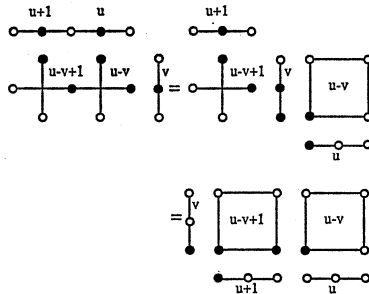 u+1 u u+1
u-v+1 u-v v = u-v+1 v u-v
u
= v u-v+1 u-v
u+1 u